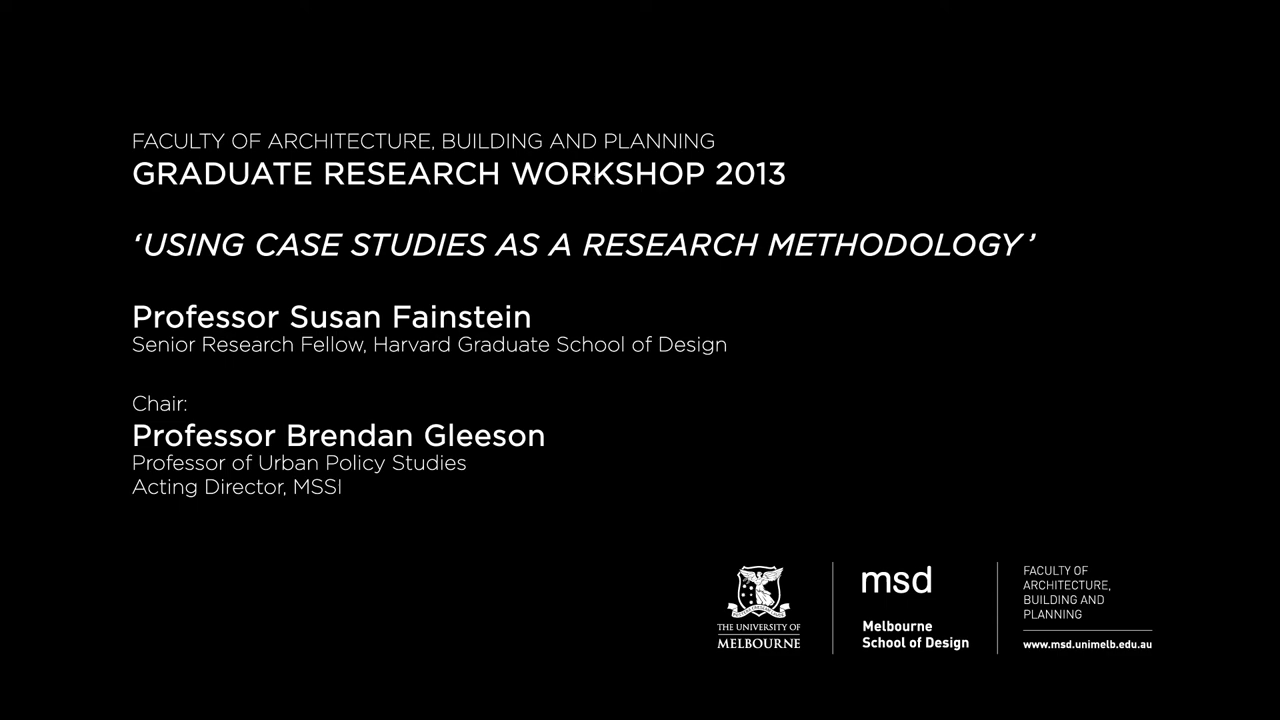 FACULTY OF ARCHITECTURE, BUILDING AND PLANNING
GRADUATE RESEARCH WORKSHOP 2013
‘USING CASE STUDIES AS A RESEARCH METHODOLOGY’
Professor Susan Fainstein
Senior Research Fellow, Harvard Graduate School of Design
Chair:
Professor Brendan Gleeson
Professor of Urban Policy Studies
Acting Director, MSSI
THE UNIVERSITY OF
MELBOURNE
msd
Melbourne
School of Design
FACULTY OF
ARCHITECTURE,
BUILDING AND
PLANNING
www.msd.unimelb.edu.au